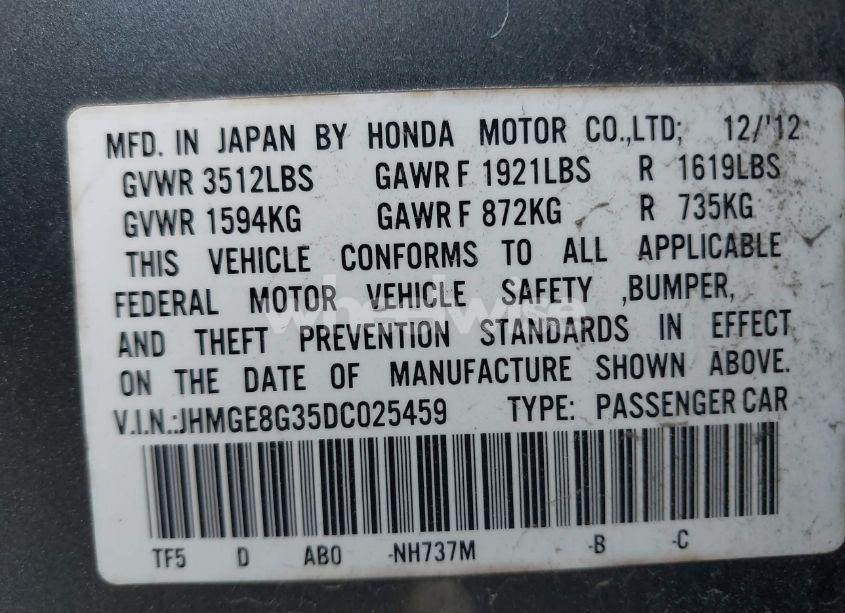 MFD. IN JAPAN BY HONDA MOTOR CO.,LTD; 12/'12
GVWR 3512LBS GAWR F 1921LBS R 1619LBS
GVWR 1594KG GAWR F 872KG R 735KG
THIS VEHICLE CONFORMS TO ALL APPLICABLE
FEDERAL MOTOR VEHICLE SAFETY ,BUMPER,
wheelwise
AND THEFT PREVENTION STANDARDS IN EFFECT
ON THE DATE OF MANUFACTURE SHOWN ABOVE.
V.I.N.:JHMGE8G35DC025459 TYPE: PASSENGER CAR
TF5 D AB0 -NH737M -B -C